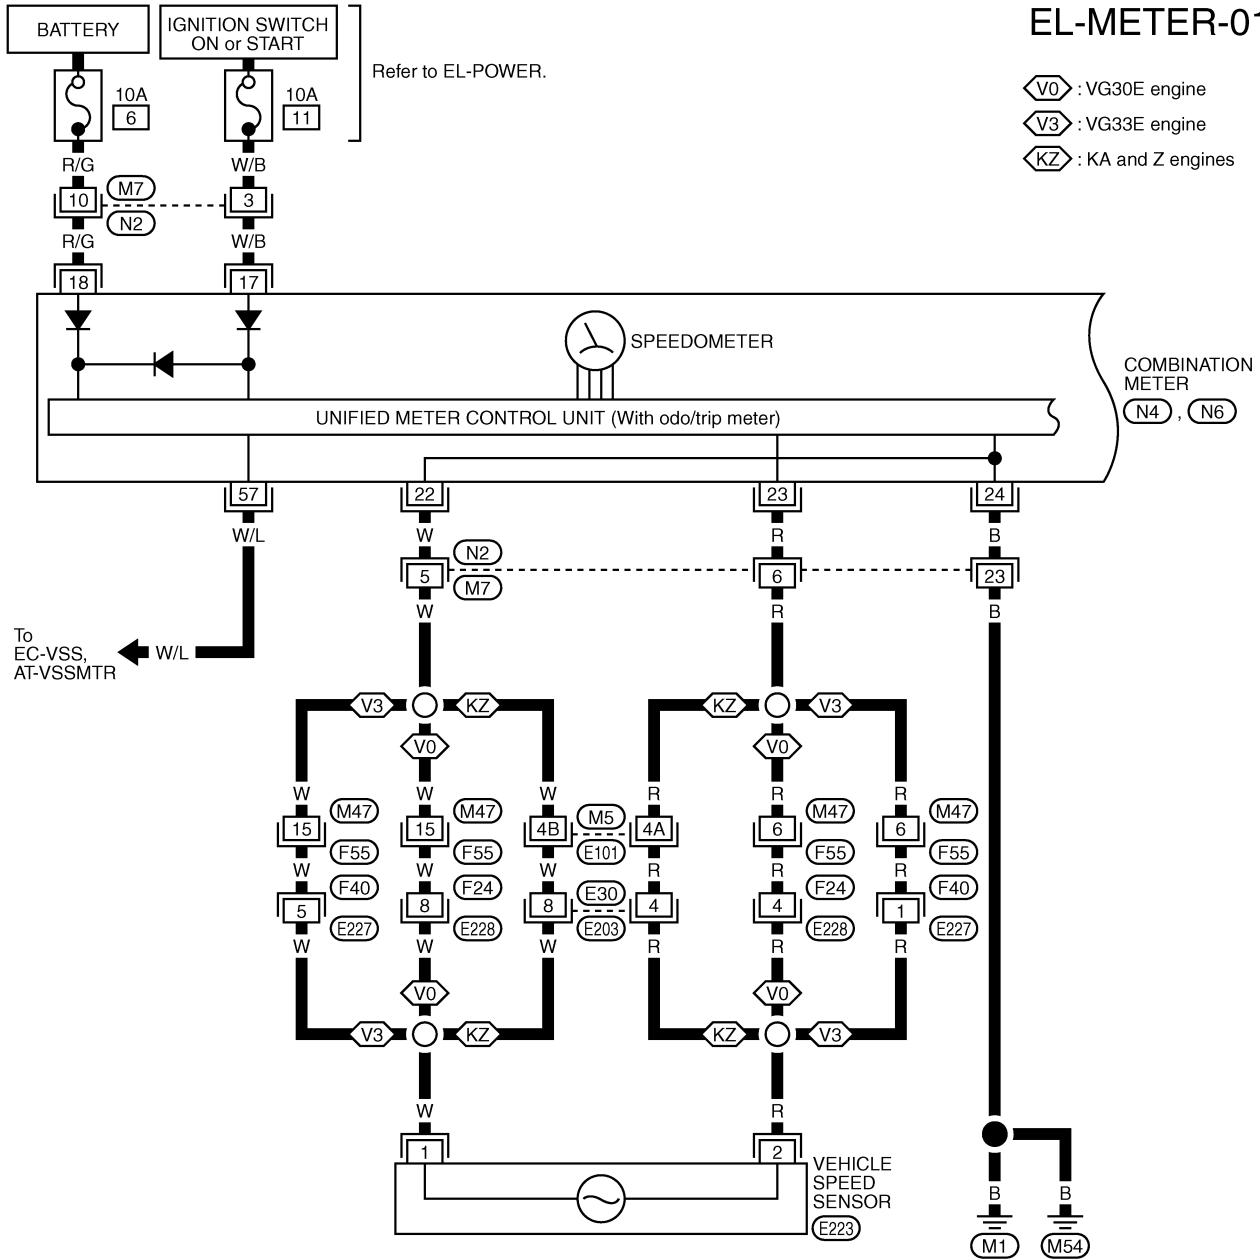 EL-METER-01
BATTERY
IGNITION SWITCH
ON or START
Refer to EL-POWER.
10A
6
10A
11
V0 : VG30E engine
V3 : VG33E engine
KZ : KA and Z engines
R/G
W/B
10
M7
3
N2
R/G
W/B
18
17
SPEEDOMETER
COMBINATION
METER
N4 , N6
UNIFIED METER CONTROL UNIT (With odo/trip meter)
57
22
23
24
W/L
W
R
B
N2
5
6
23
M7
W
R
B
To
EC-VSS,
AT-VSSMTR
W/L
V3
KZ
KZ
V3
V0
V0
W
W
W
R
R
R
M47
M47
M5
M47
M47
15
15
4B
4A
6
6
F55
F55
E101
F55
F55
W
W
W
R
R
R
F40
F24
E30
F24
F40
5
8
8
4
4
1
E227
E228
E203
E228
E227
W
W
W
R
R
R
V0
V0
V3
KZ
KZ
V3
W
R
1
2
VEHICLE
SPEED
SENSOR
E223
B
B
M1
M54